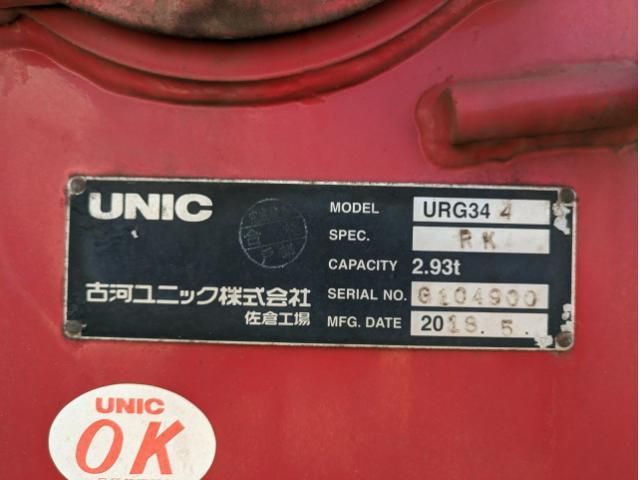 UNIC
古河ユニック株式会社
佐倉工場
MODEL URG34 4
SPEC. RK
CAPACITY 2.93t
SERIAL NO. G104900
MFG. DATE 2018.5.
UNIC
OK